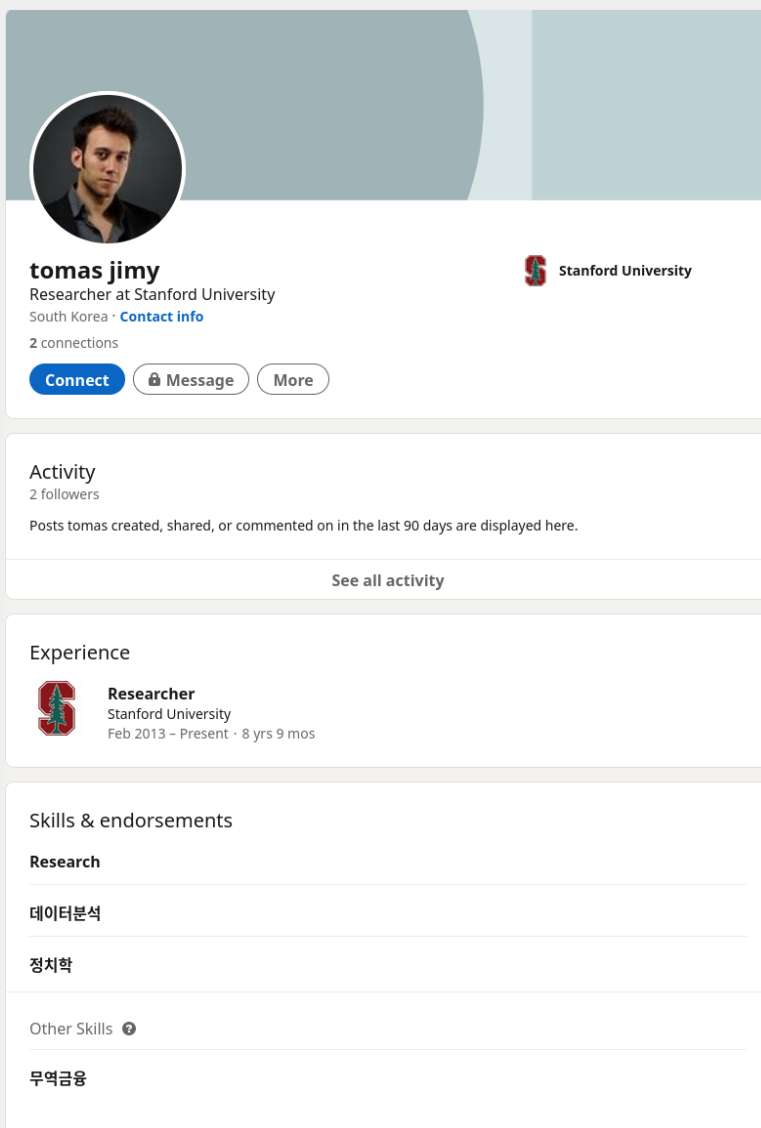 tomas jimy
Stanford University
Researcher at Stanford University
South Korea · Contact info
2 connections
Connect
Message
More
Activity
2 followers
Posts tomas created, shared, or commented on in the last 90 days are displayed here.
See all activity
Experience
Researcher
Stanford University
Feb 2013 – Present · 8 yrs 9 mos
Skills & endorsements
Research
데이터분석
정치학
Other Skills ?
무역금융